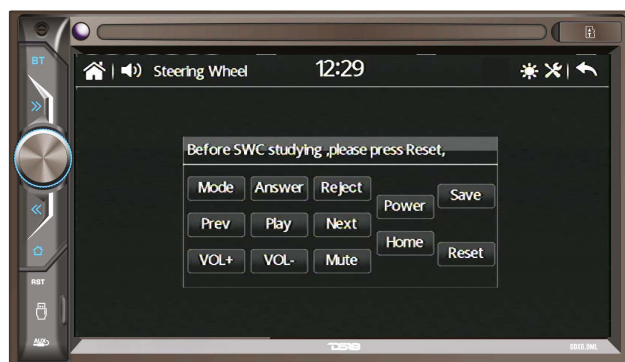 BT
Steering Wheel
12:29
Before SWC studying ,please press Reset,
Mode Answer Reject
Power
Save
Prev Play Next
Home
Reset
VOL+ VOL- Mute
RST
AUX
DS18